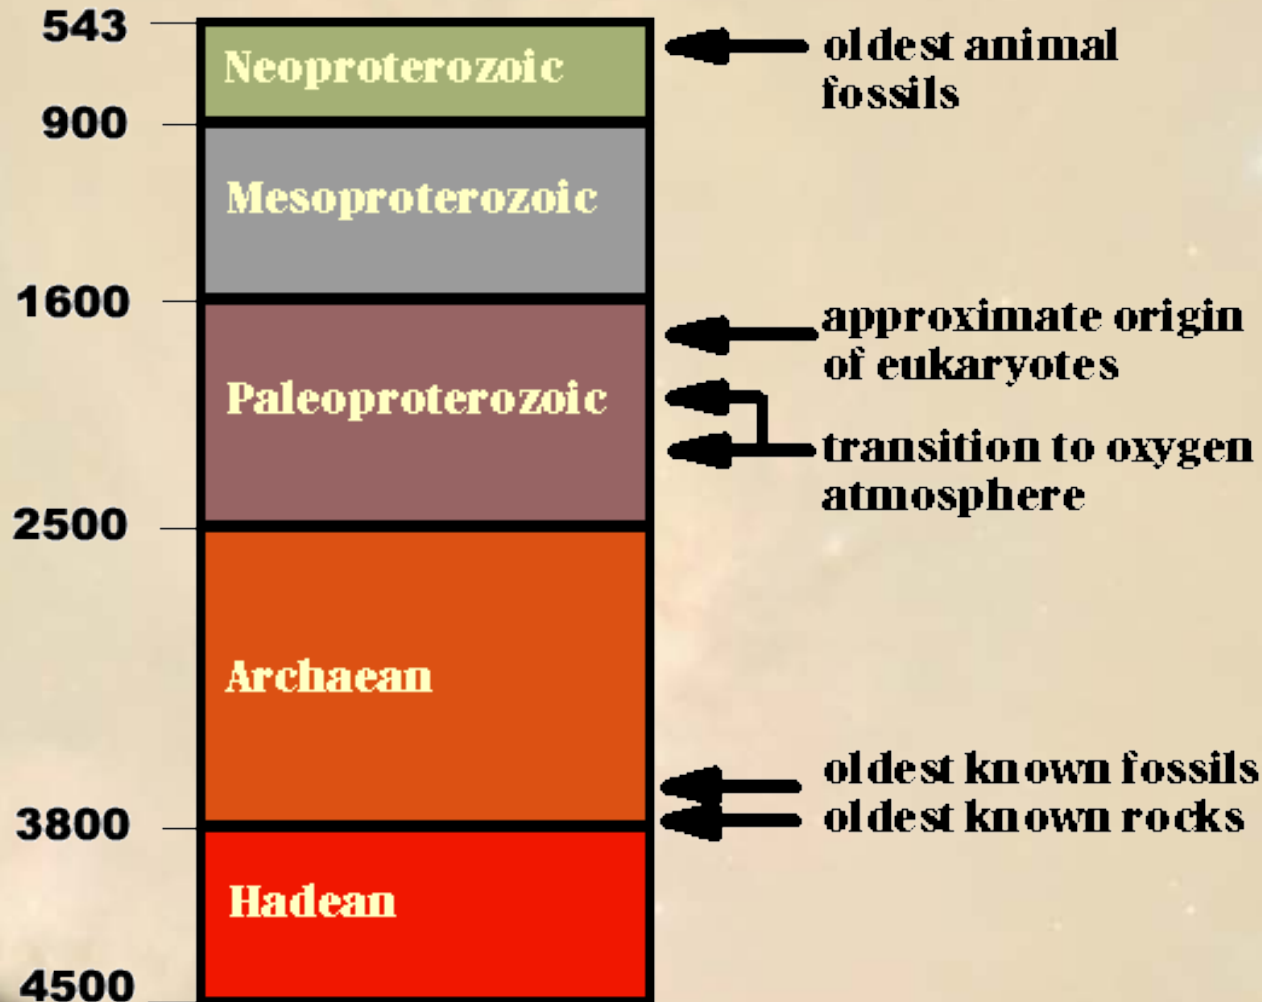 543
Neoproterozoic
oldest animal
fossils
900
Mesoproterozoic
1600
approximate origin
of eukaryotes
Paleoproterozoic
transition to oxygen
atmosphere
2500
Archaean
oldest known fossils
3800
oldest known rocks
Hadean
4500